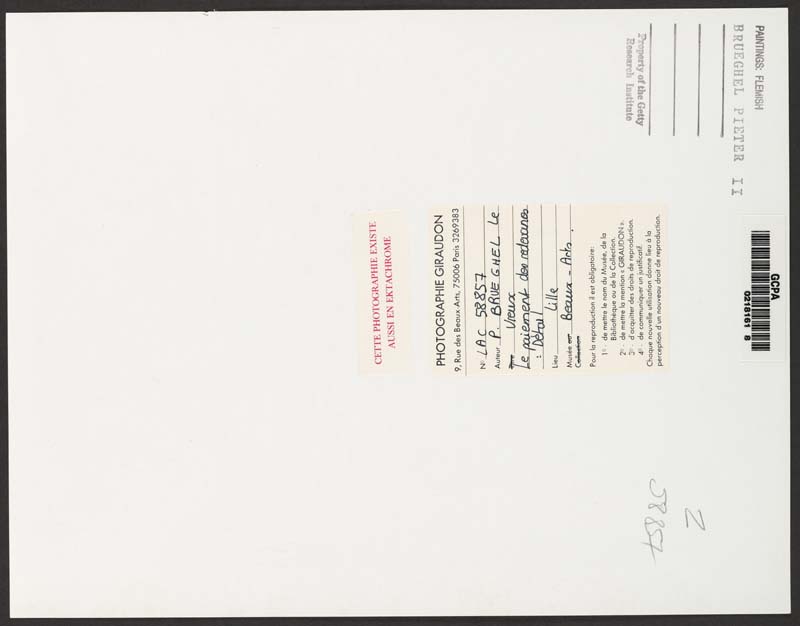 PAINTINGS: FLEMISH
BRUEGHEL PIETER II
Property of the Getty
Research Institute
GCPA
0218161 8
CETTE PHOTOGRAPHIE EXISTE
AUSSI EN EKTACHROME
PHOTOGRAPHIE GIRAUDON
9, Rue des Beaux Arts, 75006 Paris 3269383
N° LAC 58857
Auteur P. BRUEGHEL Le
Vieux
Le paiement des redevances
: Détail
Lieu Lille
Musée ou Beaux-Arts.
Collection
Pour la reproduction il est obligatoire:
1° - de mettre le nom du Musée, de la
Bibliothèque ou de la Collection.
2° - de mettre la mention « GIRAUDON ».
3° - d'acquitter des droits de reproduction.
4° - de communiquer un justificatif.
Chaque nouvelle utilisation donne lieu à la
perception d'un nouveau droit de reproduction.
58857
Z